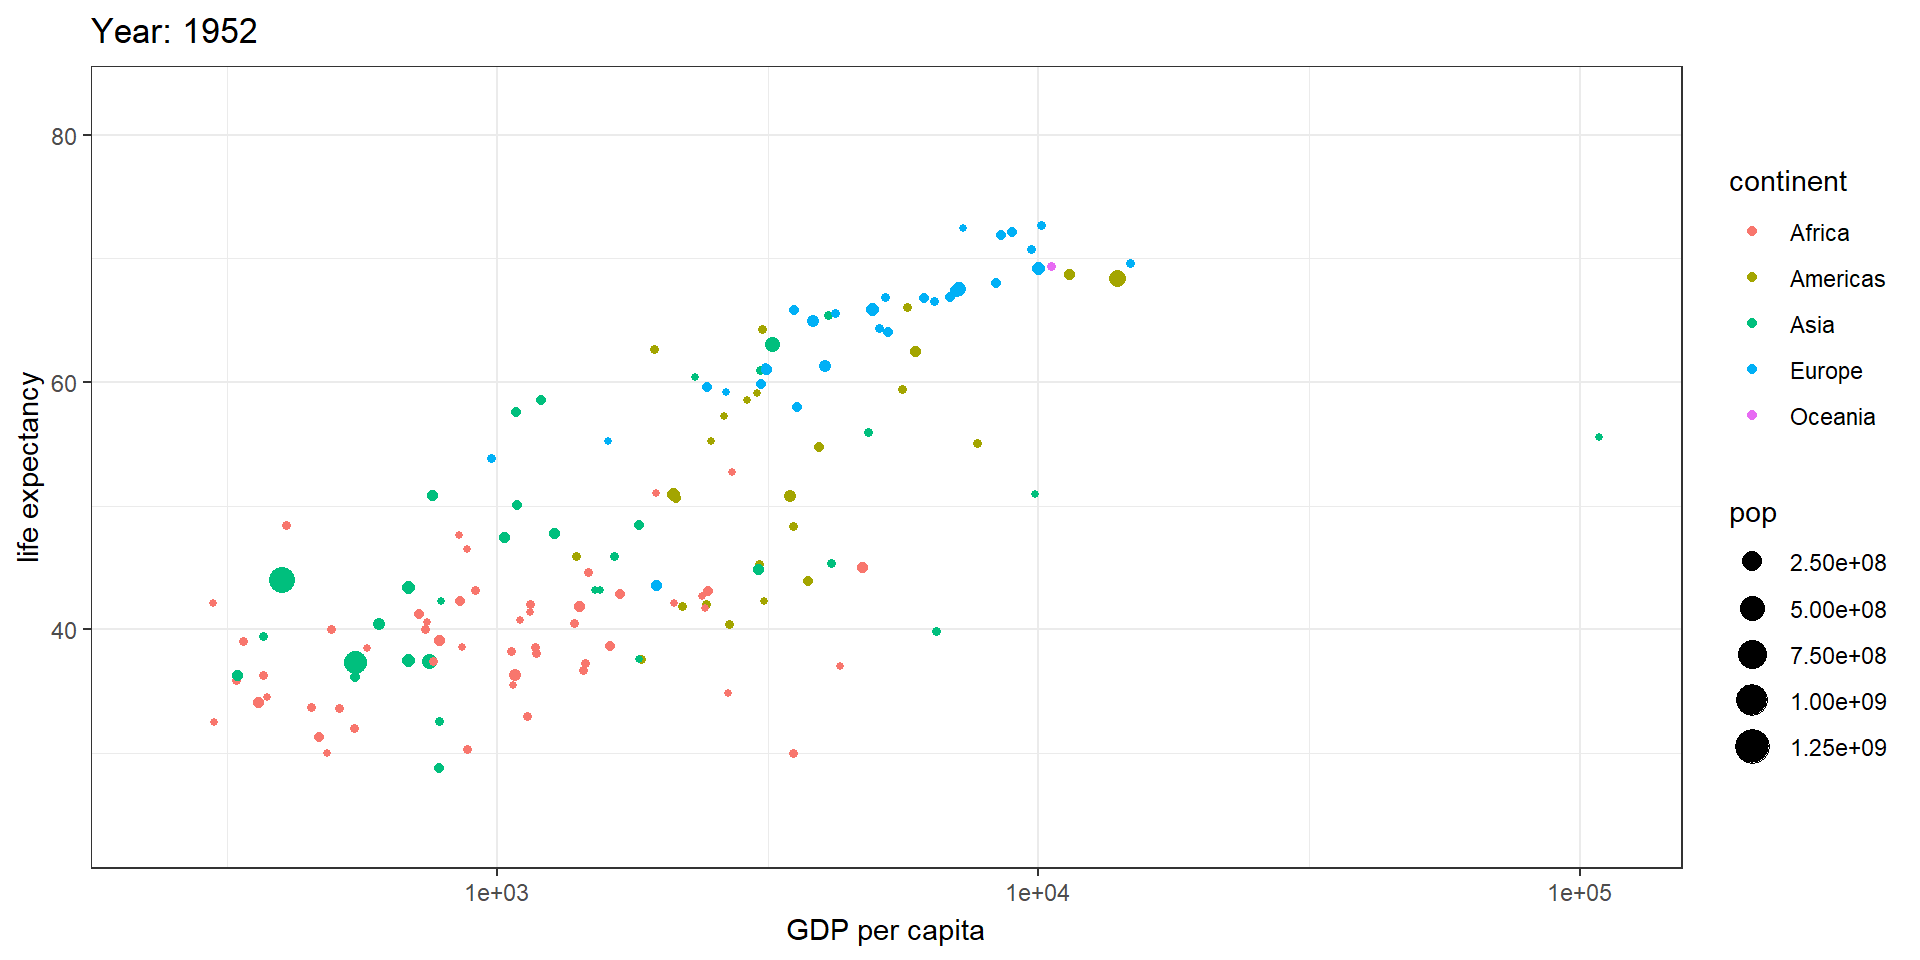 Year: 1952
life expectancy
80
60
40
1e+03
1e+04
1e+05
GDP per capita
continent
Africa
Americas
Asia
Europe
Oceania
pop
2.50e+08
5.00e+08
7.50e+08
1.00e+09
1.25e+09